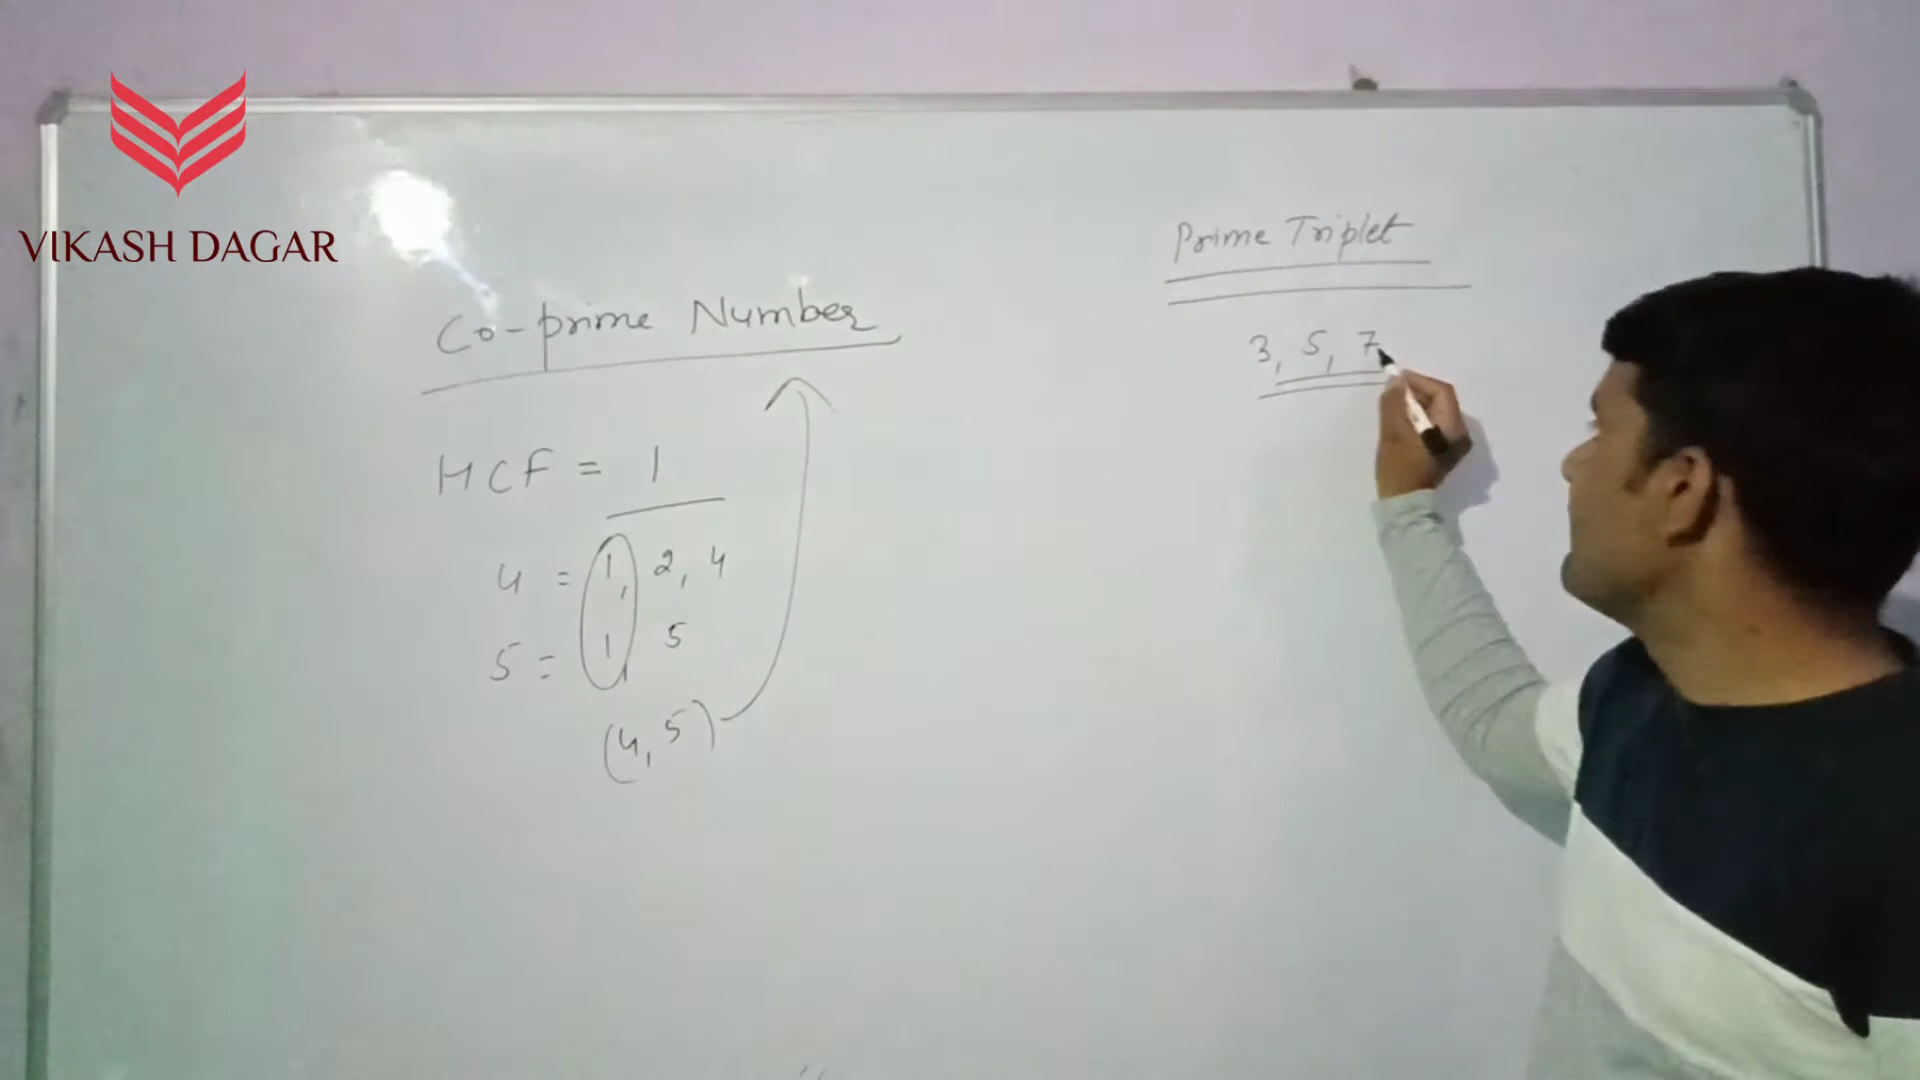 VIKASH DAGAR
Co-prime Number
HCF = 1
4 = 1, 2, 4
5 = 1, 5
(4, 5)
Prime Triplet
3, 5, 7